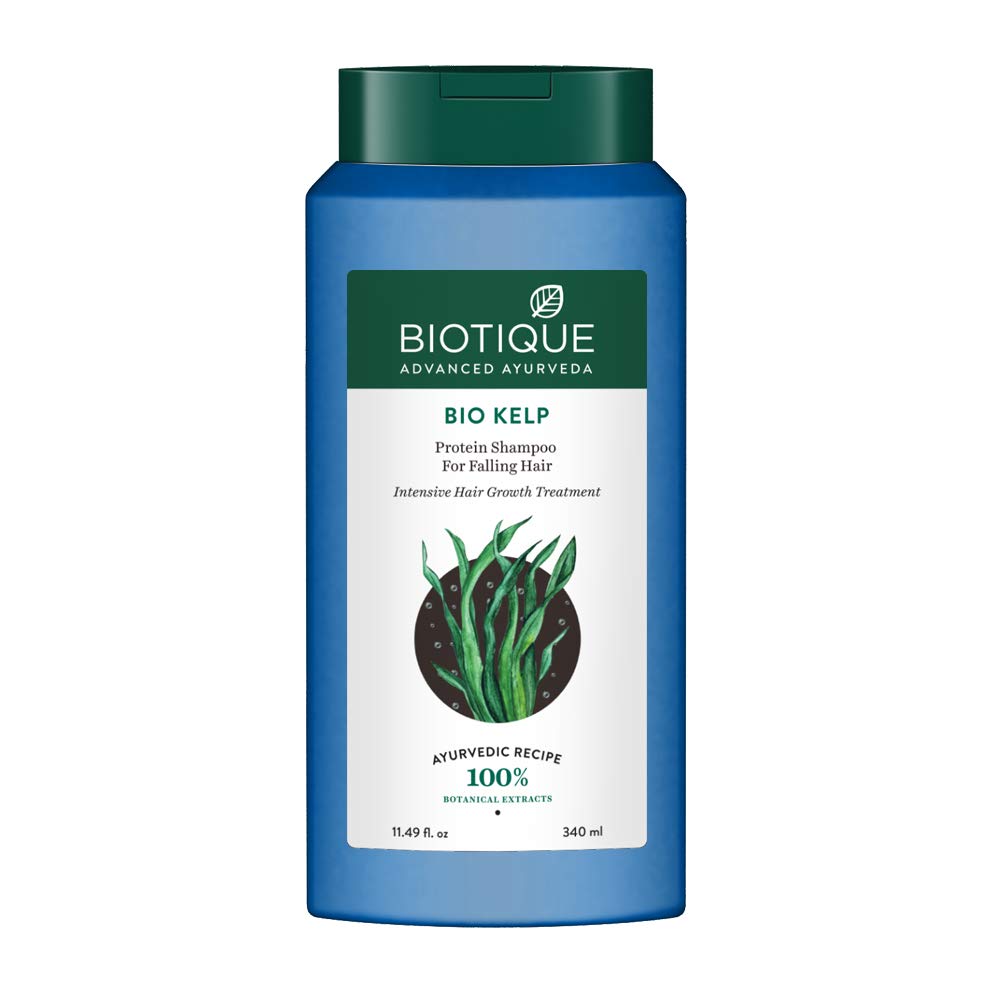 BIOTIQUE
ADVANCED AYURVEDA
BIO KELP
Protein Shampoo
For Falling Hair
Intensive Hair Growth Treatment
AYURVEDIC RECIPE
100%
BOTANICAL EXTRACTS
11.49 fl. oz 340 ml